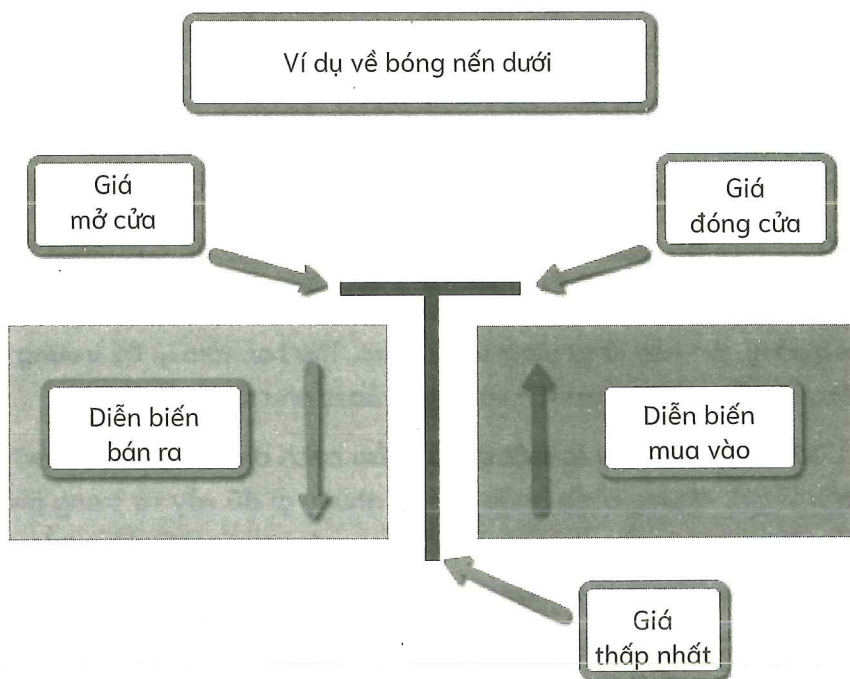 Ví dụ về bóng nến dưới
Giá
mở cửa
Giá
đóng cửa
Diễn biến
bán ra
Diễn biến
mua vào
Giá
thấp nhất